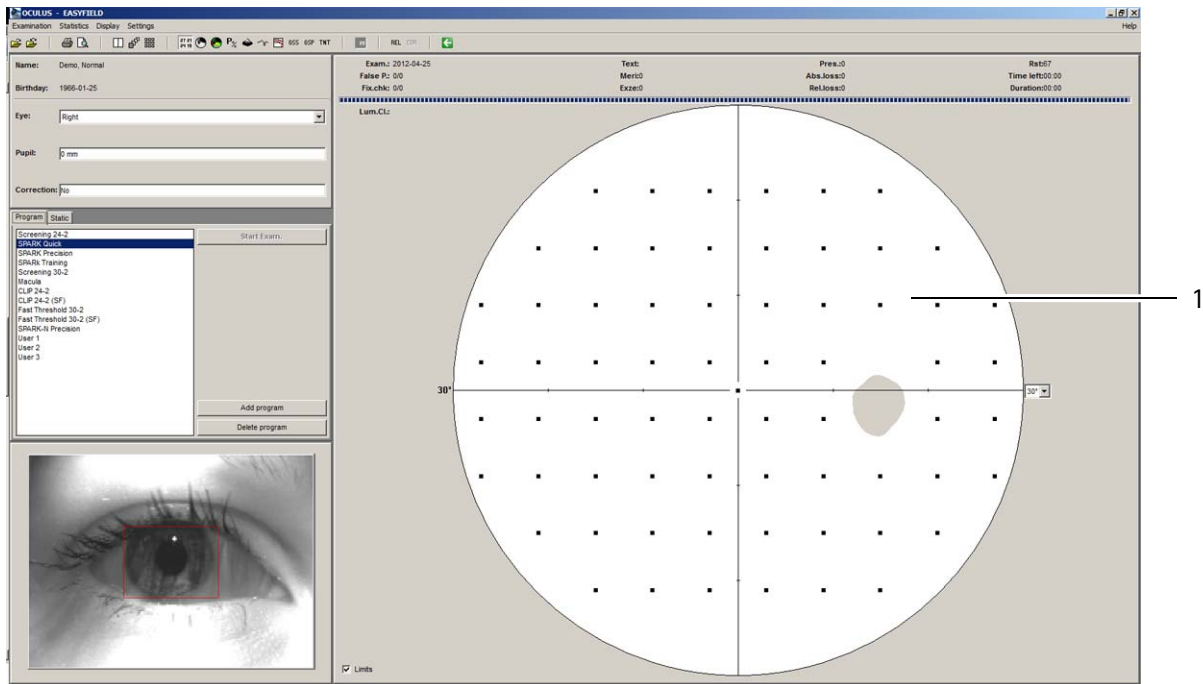 OCULUS - EASYFIELD
Examination Statistics Display Settings Help
P% GSS GSP TNT REL
Name: Demo, Normal
Birthday: 1966-01-25
Eye: Right
Pupil: 0 mm
Correction: No
Program Static
Screening 24-2
SPARK Quick
SPARK Precision
SPARk Training
Screening 30-2
Macula
CLIP 24-2
CLIP 24-2 (SF)
Fast Threshold 30-2
Fast Threshold 30-2 (SF)
SPARK-N Precision
User 1
User 2
User 3
Start Exam.
Add program
Delete program
Exam.: 2012-04-25 Text: Pres.:0 Rst:67
False P.: 0/0 Meri:0 Abs.loss:0 Time left:00:00
Fix.chk: 0/0 Exze:0 Rel.loss:0 Duration:00:00
Lum.Cl.:
1
30° 30°
Limits